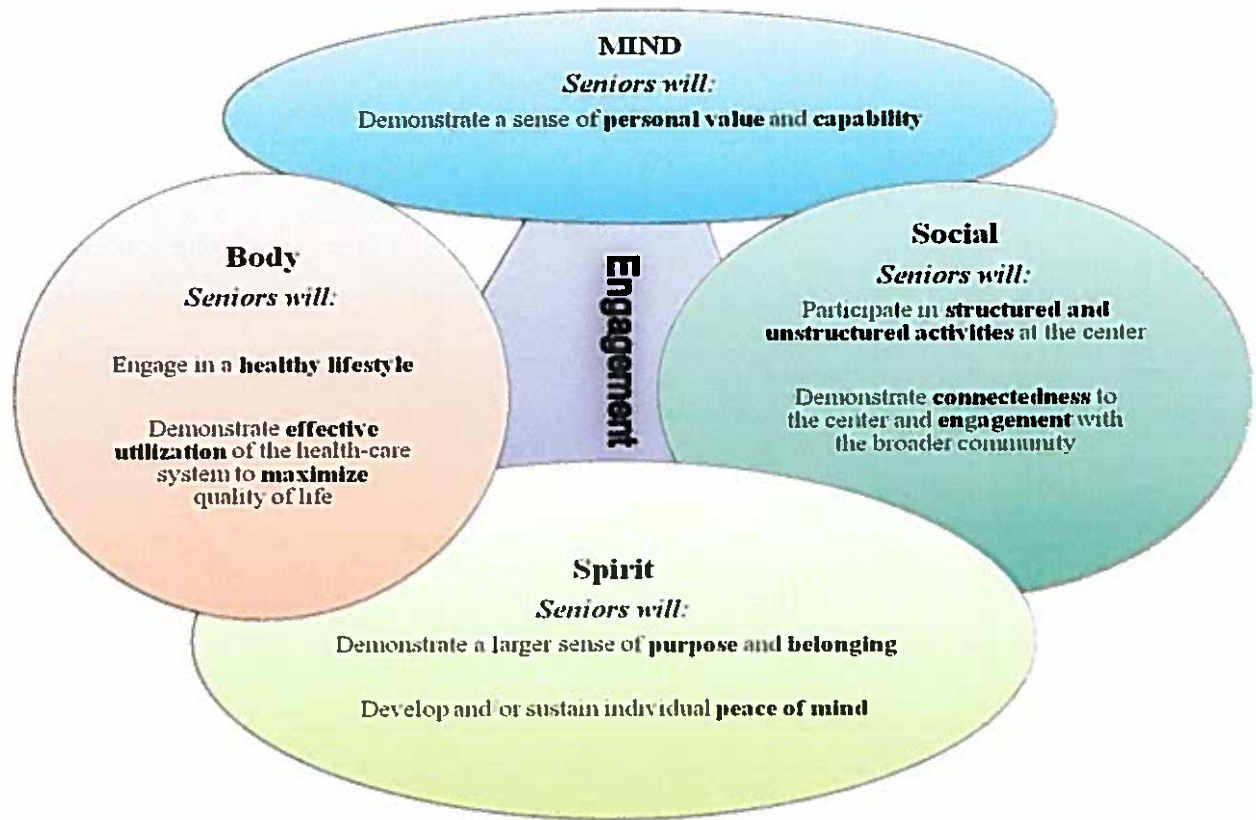 MIND
Seniors will:
Demonstrate a sense of personal value and capability
Body
Seniors will:
Engage in a healthy lifestyle
Demonstrate effective
utilization of the health-care
system to maximize
quality of life
Engagement
Social
Seniors will:
Participate in structured and
unstructured activities at the center
Demonstrate connectedness to
the center and engagement with
the broader community
Spirit
Seniors will:
Demonstrate a larger sense of purpose and belonging
Develop and/or sustain individual peace of mind